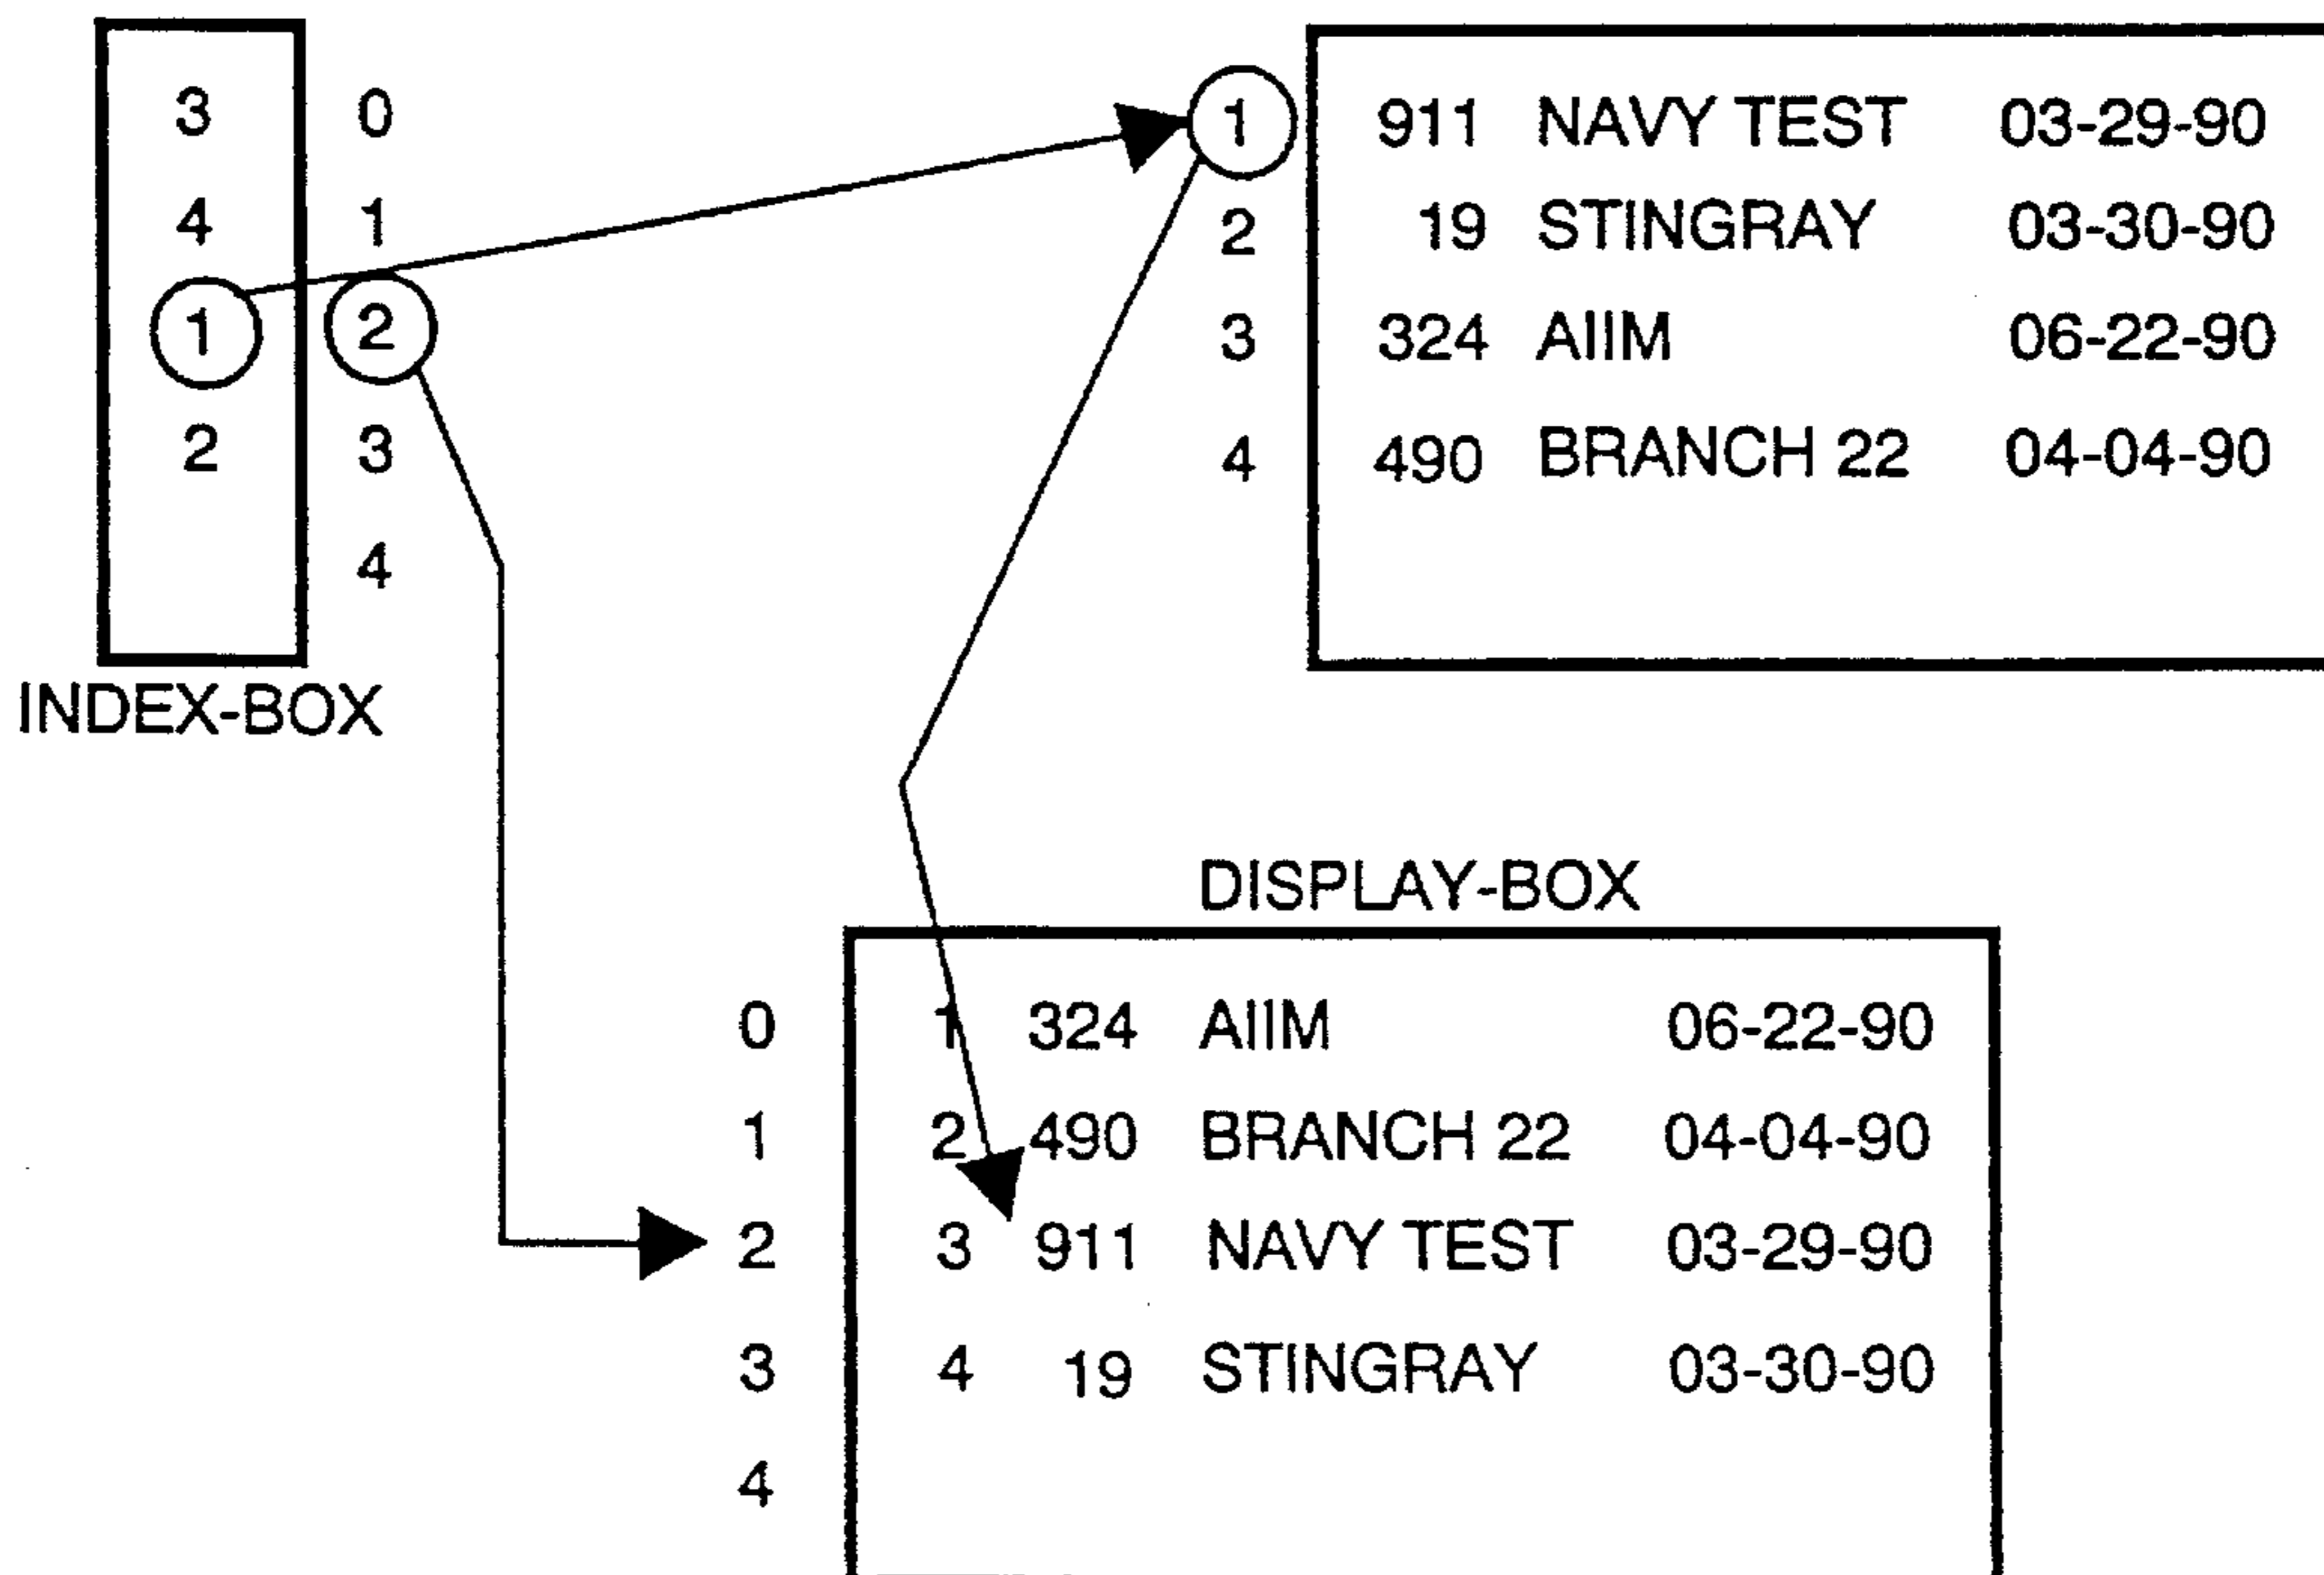 3 0
4 1
1 2
2 3
4
INDEX-BOX
1 911 NAVY TEST 03-29-90
2 19 STINGRAY 03-30-90
3 324 AIIM 06-22-90
4 490 BRANCH 22 04-04-90
DISPLAY-BOX
0 1 324 AIIM 06-22-90
1 2 490 BRANCH 22 04-04-90
2 3 911 NAVY TEST 03-29-90
3 4 19 STINGRAY 03-30-90
4